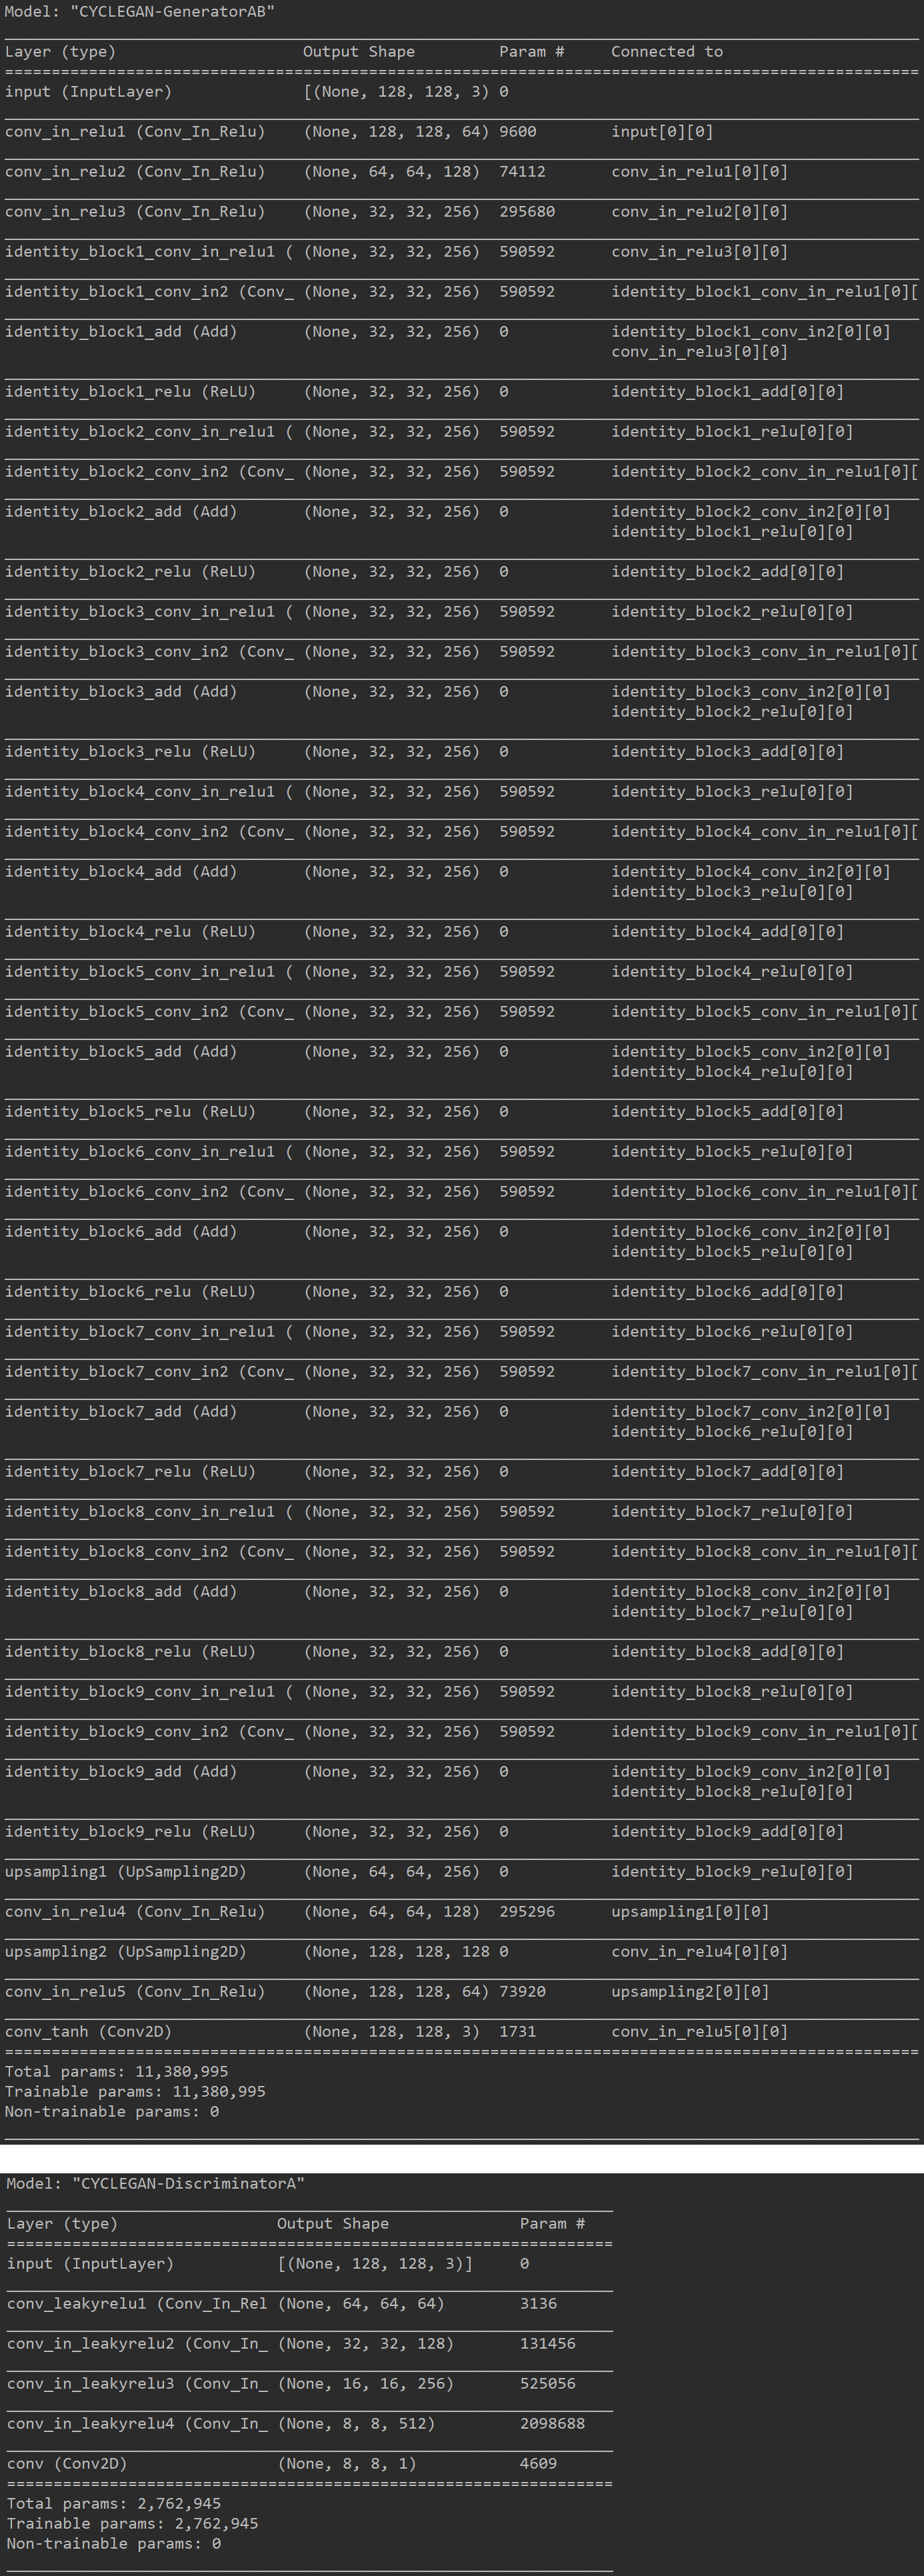 Model: "CYCLEGAN-GeneratorAB"
Layer (type) Output Shape Param # Connected to
input (InputLayer) [(None, 128, 128, 3) 0
conv_in_relu1 (Conv_In_Relu) (None, 128, 128, 64) 9600 input[0][0]
conv_in_relu2 (Conv_In_Relu) (None, 64, 64, 128) 74112 conv_in_relu1[0][0]
conv_in_relu3 (Conv_In_Relu) (None, 32, 32, 256) 295680 conv_in_relu2[0][0]
identity_block1_conv_in_relu1 ( (None, 32, 32, 256) 590592 conv_in_relu3[0][0]
identity_block1_conv_in2 (Conv_ (None, 32, 32, 256) 590592 identity_block1_conv_in_relu1[0][
identity_block1_add (Add) (None, 32, 32, 256) 0 identity_block1_conv_in2[0][0]
conv_in_relu3[0][0]
identity_block1_relu (ReLU) (None, 32, 32, 256) 0 identity_block1_add[0][0]
identity_block2_conv_in_relu1 ( (None, 32, 32, 256) 590592 identity_block1_relu[0][0]
identity_block2_conv_in2 (Conv_ (None, 32, 32, 256) 590592 identity_block2_conv_in_relu1[0][
identity_block2_add (Add) (None, 32, 32, 256) 0 identity_block2_conv_in2[0][0]
identity_block1_relu[0][0]
identity_block2_relu (ReLU) (None, 32, 32, 256) 0 identity_block2_add[0][0]
identity_block3_conv_in_relu1 ( (None, 32, 32, 256) 590592 identity_block2_relu[0][0]
identity_block3_conv_in2 (Conv_ (None, 32, 32, 256) 590592 identity_block3_conv_in_relu1[0][
identity_block3_add (Add) (None, 32, 32, 256) 0 identity_block3_conv_in2[0][0]
identity_block2_relu[0][0]
identity_block3_relu (ReLU) (None, 32, 32, 256) 0 identity_block3_add[0][0]
identity_block4_conv_in_relu1 ( (None, 32, 32, 256) 590592 identity_block3_relu[0][0]
identity_block4_conv_in2 (Conv_ (None, 32, 32, 256) 590592 identity_block4_conv_in_relu1[0][
identity_block4_add (Add) (None, 32, 32, 256) 0 identity_block4_conv_in2[0][0]
identity_block3_relu[0][0]
identity_block4_relu (ReLU) (None, 32, 32, 256) 0 identity_block4_add[0][0]
identity_block5_conv_in_relu1 ( (None, 32, 32, 256) 590592 identity_block4_relu[0][0]
identity_block5_conv_in2 (Conv_ (None, 32, 32, 256) 590592 identity_block5_conv_in_relu1[0][
identity_block5_add (Add) (None, 32, 32, 256) 0 identity_block5_conv_in2[0][0]
identity_block4_relu[0][0]
identity_block5_relu (ReLU) (None, 32, 32, 256) 0 identity_block5_add[0][0]
identity_block6_conv_in_relu1 ( (None, 32, 32, 256) 590592 identity_block5_relu[0][0]
identity_block6_conv_in2 (Conv_ (None, 32, 32, 256) 590592 identity_block6_conv_in_relu1[0][
identity_block6_add (Add) (None, 32, 32, 256) 0 identity_block6_conv_in2[0][0]
identity_block5_relu[0][0]
identity_block6_relu (ReLU) (None, 32, 32, 256) 0 identity_block6_add[0][0]
identity_block7_conv_in_relu1 ( (None, 32, 32, 256) 590592 identity_block6_relu[0][0]
identity_block7_conv_in2 (Conv_ (None, 32, 32, 256) 590592 identity_block7_conv_in_relu1[0][
identity_block7_add (Add) (None, 32, 32, 256) 0 identity_block7_conv_in2[0][0]
identity_block6_relu[0][0]
identity_block7_relu (ReLU) (None, 32, 32, 256) 0 identity_block7_add[0][0]
identity_block8_conv_in_relu1 ( (None, 32, 32, 256) 590592 identity_block7_relu[0][0]
identity_block8_conv_in2 (Conv_ (None, 32, 32, 256) 590592 identity_block8_conv_in_relu1[0][
identity_block8_add (Add) (None, 32, 32, 256) 0 identity_block8_conv_in2[0][0]
identity_block7_relu[0][0]
identity_block8_relu (ReLU) (None, 32, 32, 256) 0 identity_block8_add[0][0]
identity_block9_conv_in_relu1 ( (None, 32, 32, 256) 590592 identity_block8_relu[0][0]
identity_block9_conv_in2 (Conv_ (None, 32, 32, 256) 590592 identity_block9_conv_in_relu1[0][
identity_block9_add (Add) (None, 32, 32, 256) 0 identity_block9_conv_in2[0][0]
identity_block8_relu[0][0]
identity_block9_relu (ReLU) (None, 32, 32, 256) 0 identity_block9_add[0][0]
upsampling1 (UpSampling2D) (None, 64, 64, 256) 0 identity_block9_relu[0][0]
conv_in_relu4 (Conv_In_Relu) (None, 64, 64, 128) 295296 upsampling1[0][0]
upsampling2 (UpSampling2D) (None, 128, 128, 128 0 conv_in_relu4[0][0]
conv_in_relu5 (Conv_In_Relu) (None, 128, 128, 64) 73920 upsampling2[0][0]
conv_tanh (Conv2D) (None, 128, 128, 3) 1731 conv_in_relu5[0][0]
Total params: 11,380,995
Trainable params: 11,380,995
Non-trainable params: 0
Model: "CYCLEGAN-DiscriminatorA"
Layer (type) Output Shape Param #
input (InputLayer) [(None, 128, 128, 3)] 0
conv_leakyrelu1 (Conv_In_Rel (None, 64, 64, 64) 3136
conv_in_leakyrelu2 (Conv_In_ (None, 32, 32, 128) 131456
conv_in_leakyrelu3 (Conv_In_ (None, 16, 16, 256) 525056
conv_in_leakyrelu4 (Conv_In_ (None, 8, 8, 512) 2098688
conv (Conv2D) (None, 8, 8, 1) 4609
Total params: 2,762,945
Trainable params: 2,762,945
Non-trainable params: 0